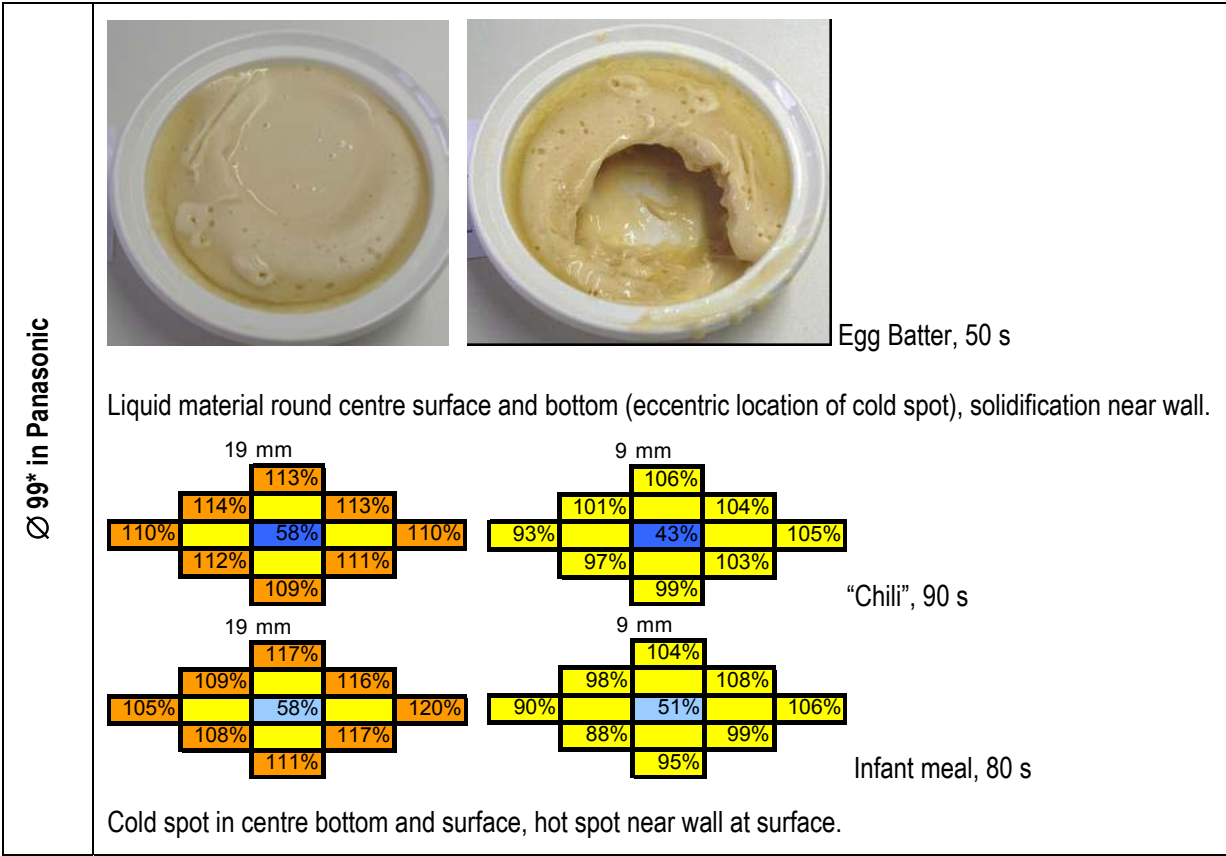 Ø 99* in Panasonic
Egg Batter, 50 s
Liquid material round centre surface and bottom (eccentric location of cold spot), solidification near wall.
19 mm 9 mm
113% 106%
114% 113% 101% 104%
110% 58% 110% 93% 43% 105%
112% 111% 97% 103%
109% 99%
“Chili”, 90 s
19 mm 9 mm
117% 104%
109% 116% 98% 108%
105% 58% 120% 90% 51% 106%
108% 117% 88% 99%
111% 95%
Infant meal, 80 s
Cold spot in centre bottom and surface, hot spot near wall at surface.